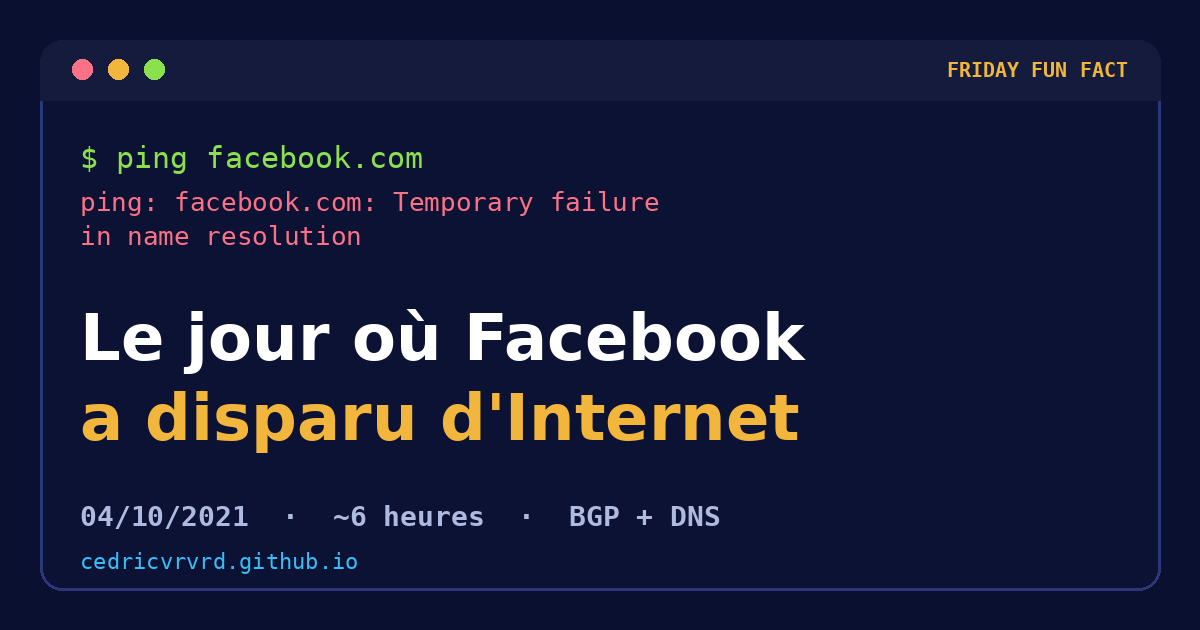 FRIDAY FUN FACT
$ ping facebook.com
ping: facebook.com: Temporary failure
in name resolution
Le jour où Facebook
a disparu d'Internet
04/10/2021 · ~6 heures · BGP + DNS
cedricvrvrd.github.io